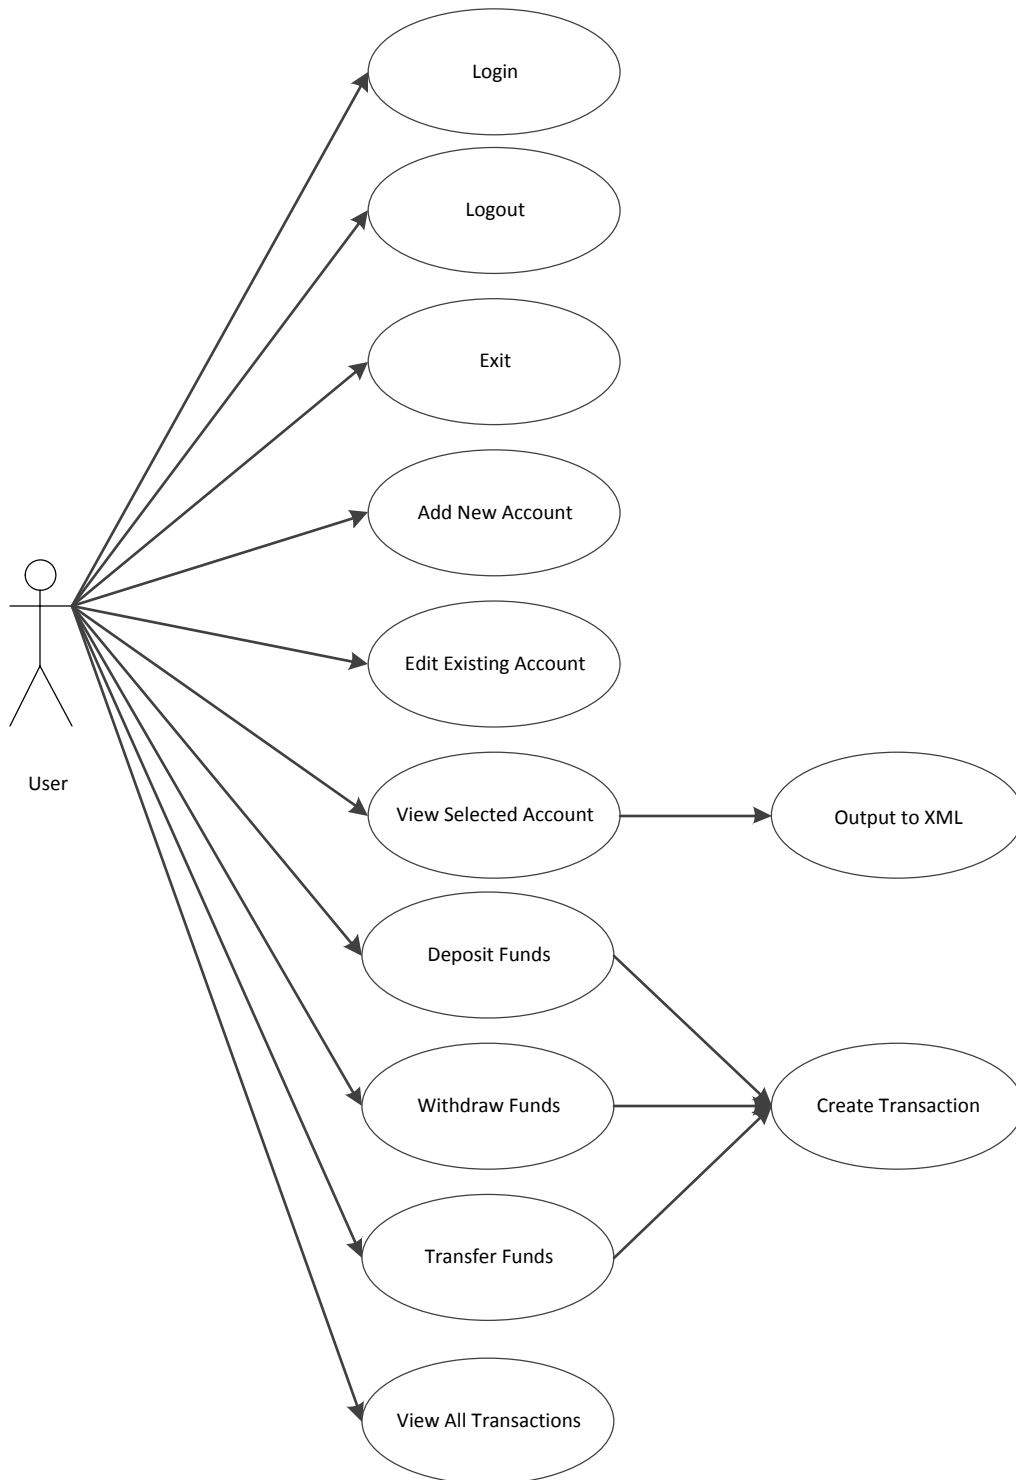 Login
Logout
Exit
Add New Account
Edit Existing Account
User
View Selected Account
Output to XML
Deposit Funds
Withdraw Funds
Create Transaction
Transfer Funds
View All Transactions